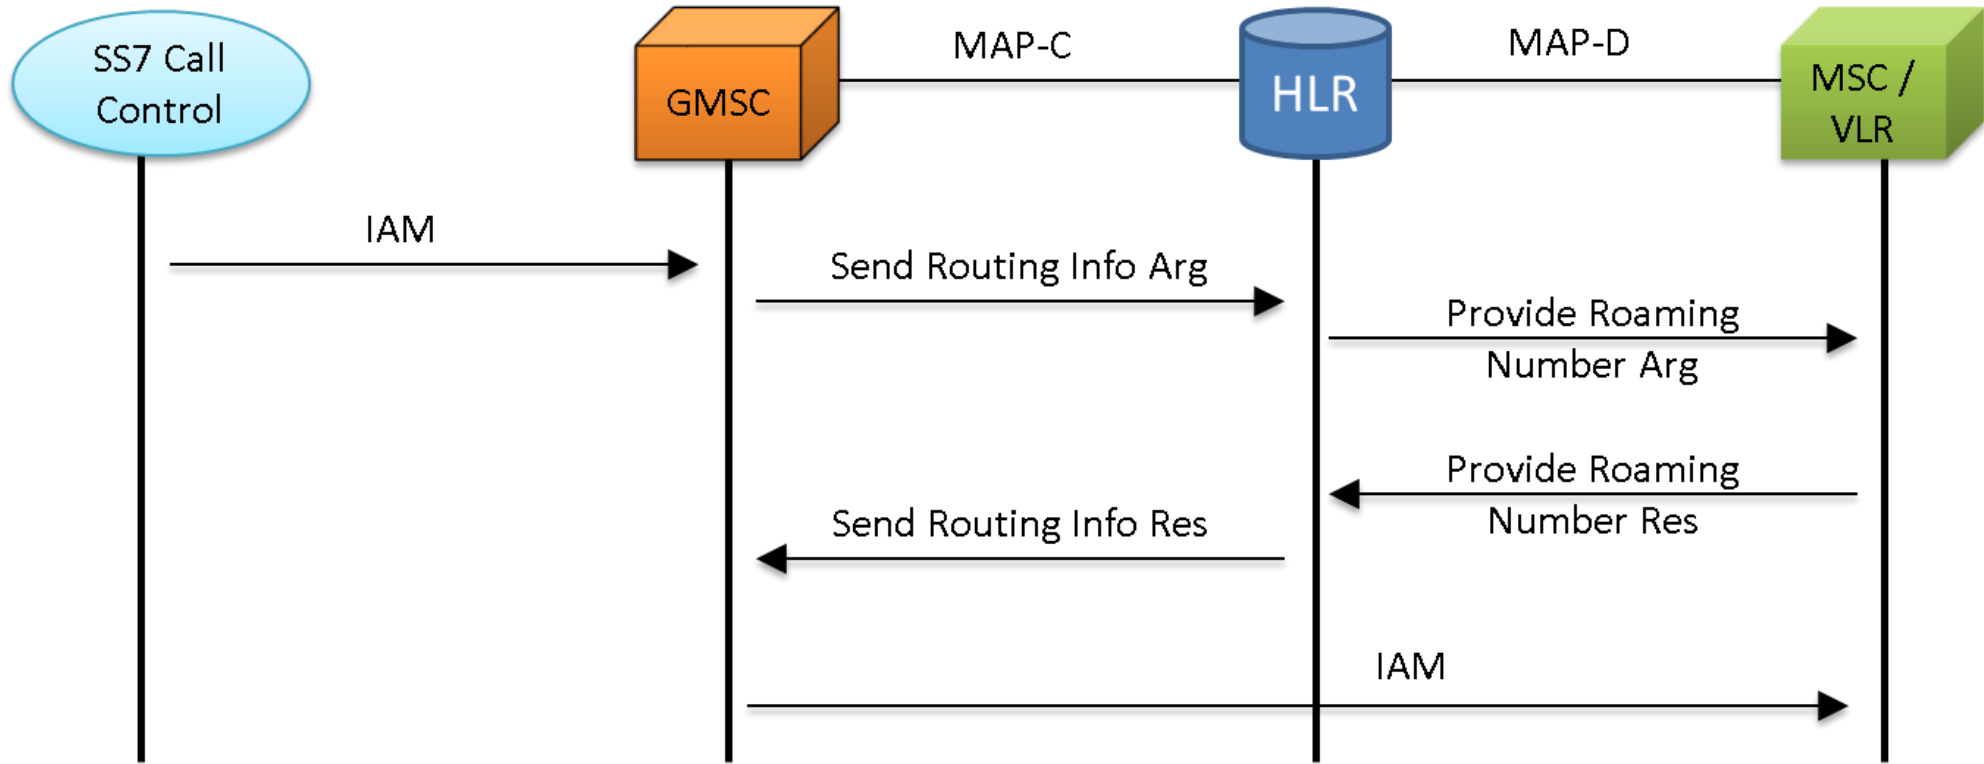 SS7 Call
Control
GMSC
MAP-C
HLR
MAP-D
MSC /
VLR
IAM
Send Routing Info Arg
Provide Roaming
Number Arg
Provide Roaming
Number Res
Send Routing Info Res
IAM